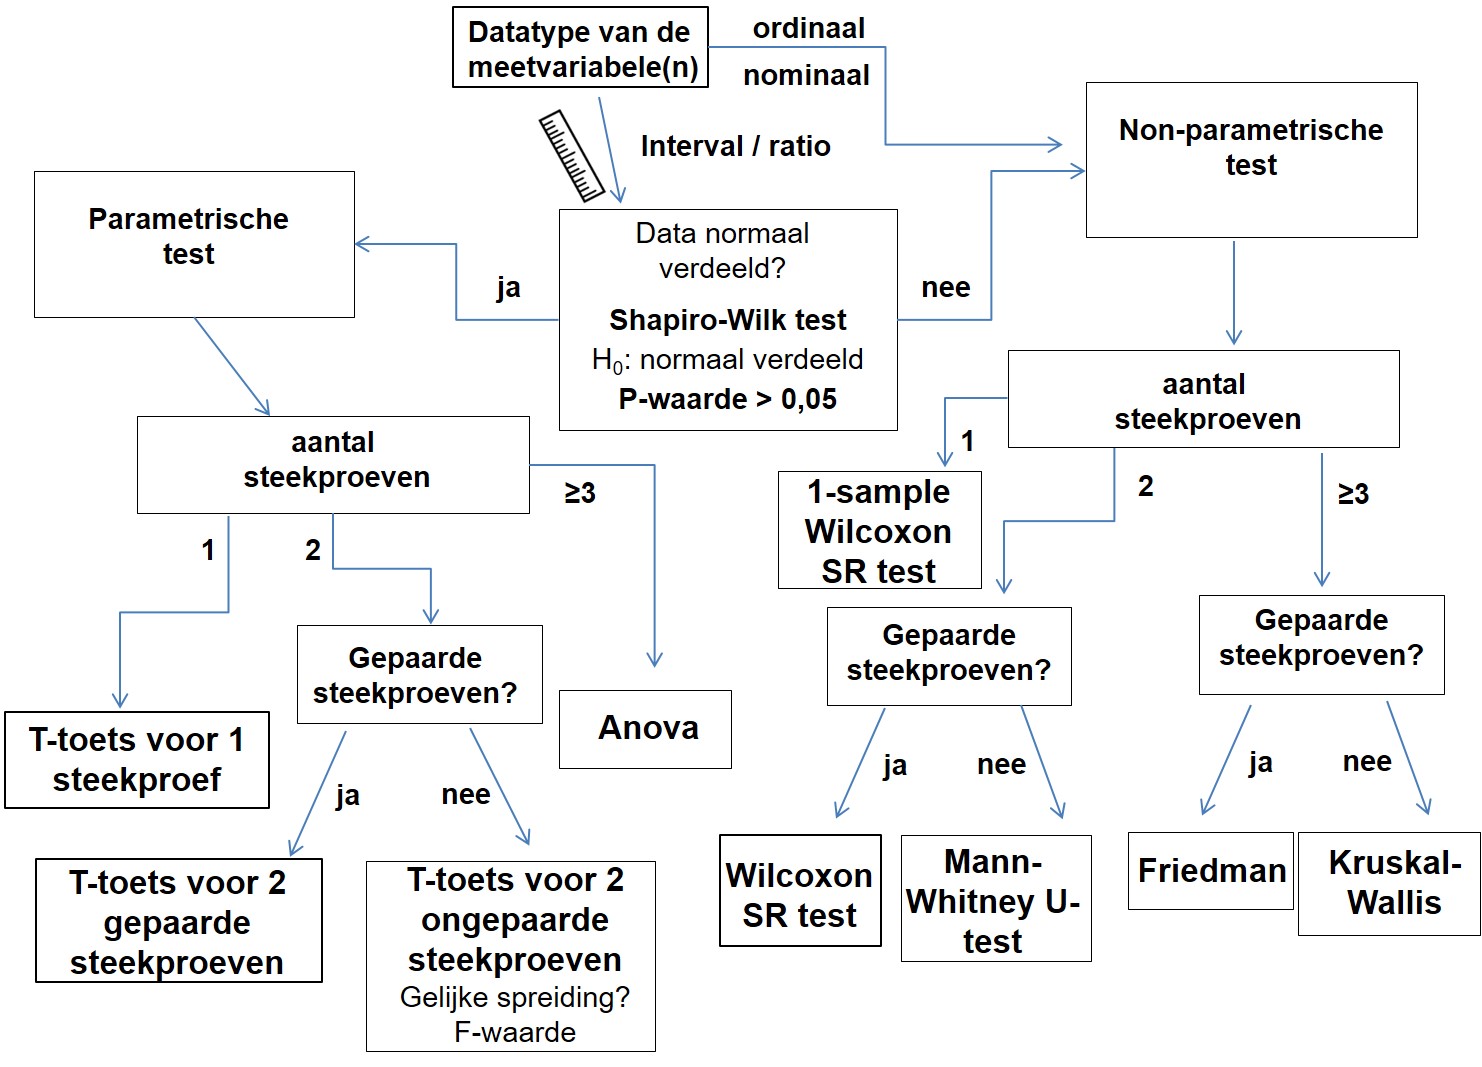 Datatype van de
meetvariabele(n)
ordinaal
nominaal
Interval / ratio
Non-parametrische
test
Parametrische
test
Data normaal
verdeeld?
Shapiro-Wilk test
H0: normaal verdeeld
P-waarde > 0,05
ja
nee
aantal
steekproeven
1
2
≥3
aantal
steekproeven
1
2
≥3
1-sample
Wilcoxon
SR test
Gepaarde
steekproeven?
Gepaarde
steekproeven?
Gepaarde
steekproeven?
Anova
T-toets voor 1
steekproef
ja
nee
ja
nee
ja
nee
T-toets voor 2
gepaarde
steekproeven
T-toets voor 2
ongepaarde
steekproeven
Gelijke spreiding?
F-waarde
Wilcoxon
SR test
Mann-
Whitney U-
test
Friedman
Kruskal-
Wallis